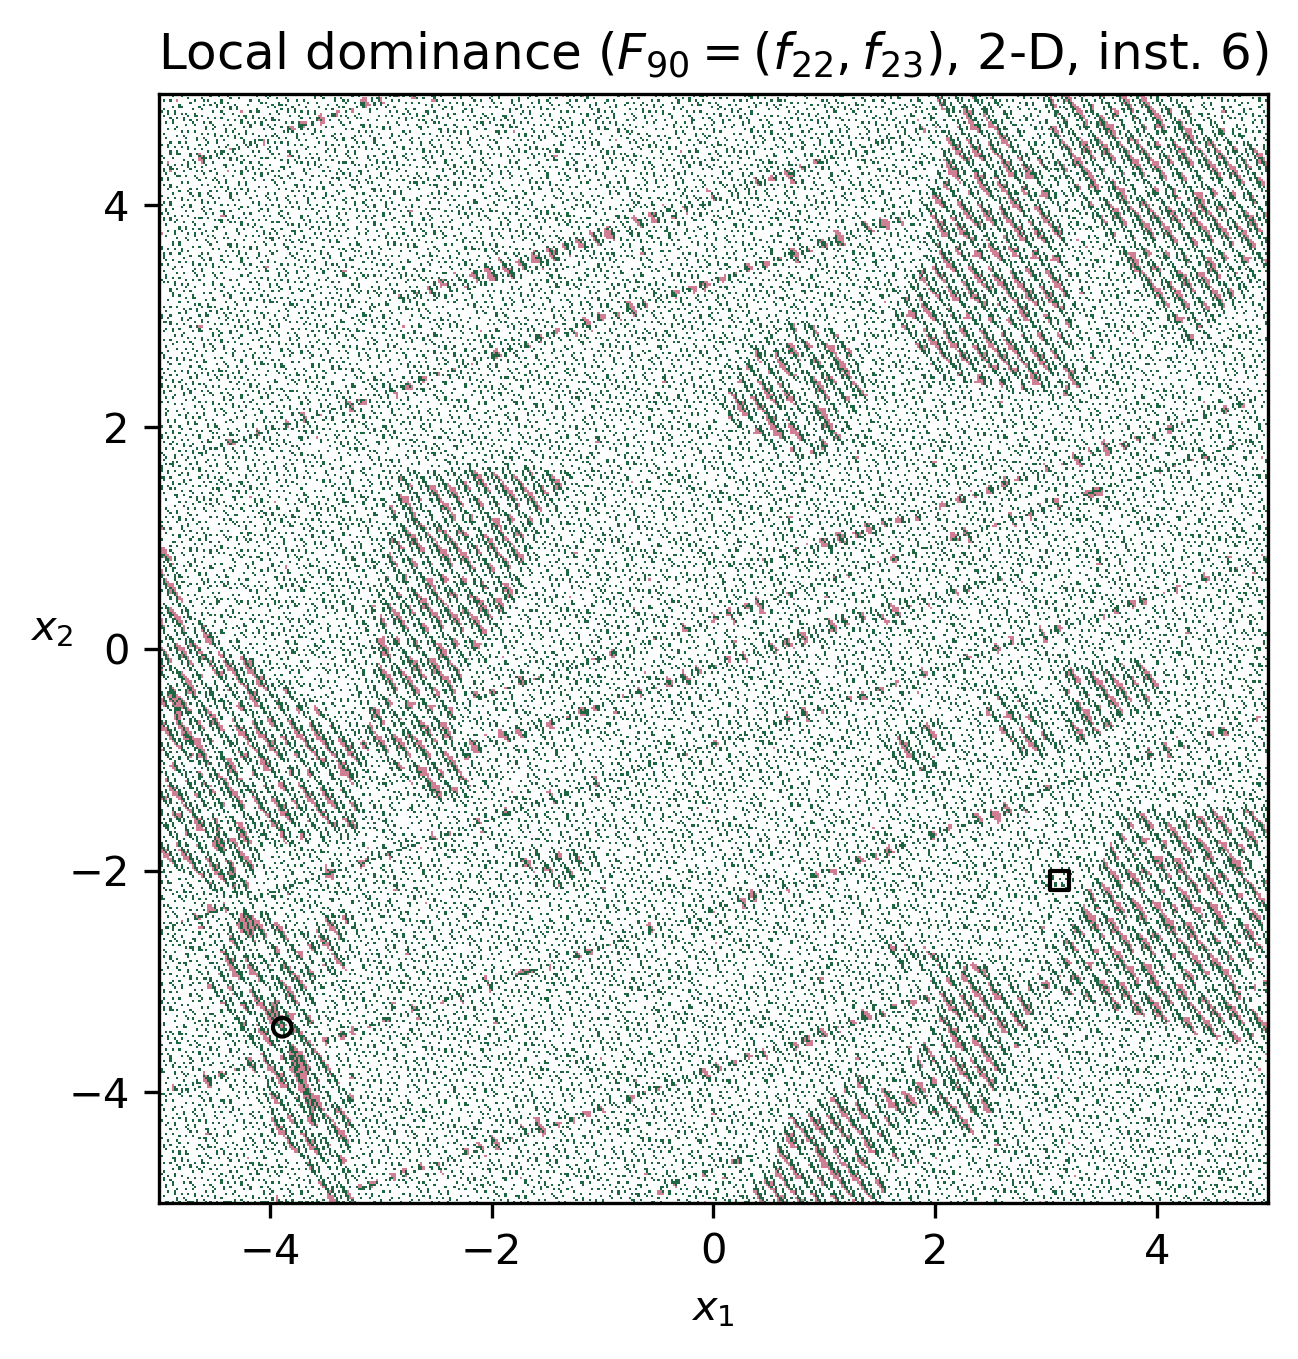 Local dominance (F₉₀ = (f₂₂, f₂₃), 2-D, inst. 6)
4
2
x₂ 0
−2
−4
−4 −2 0 2 4
x₁